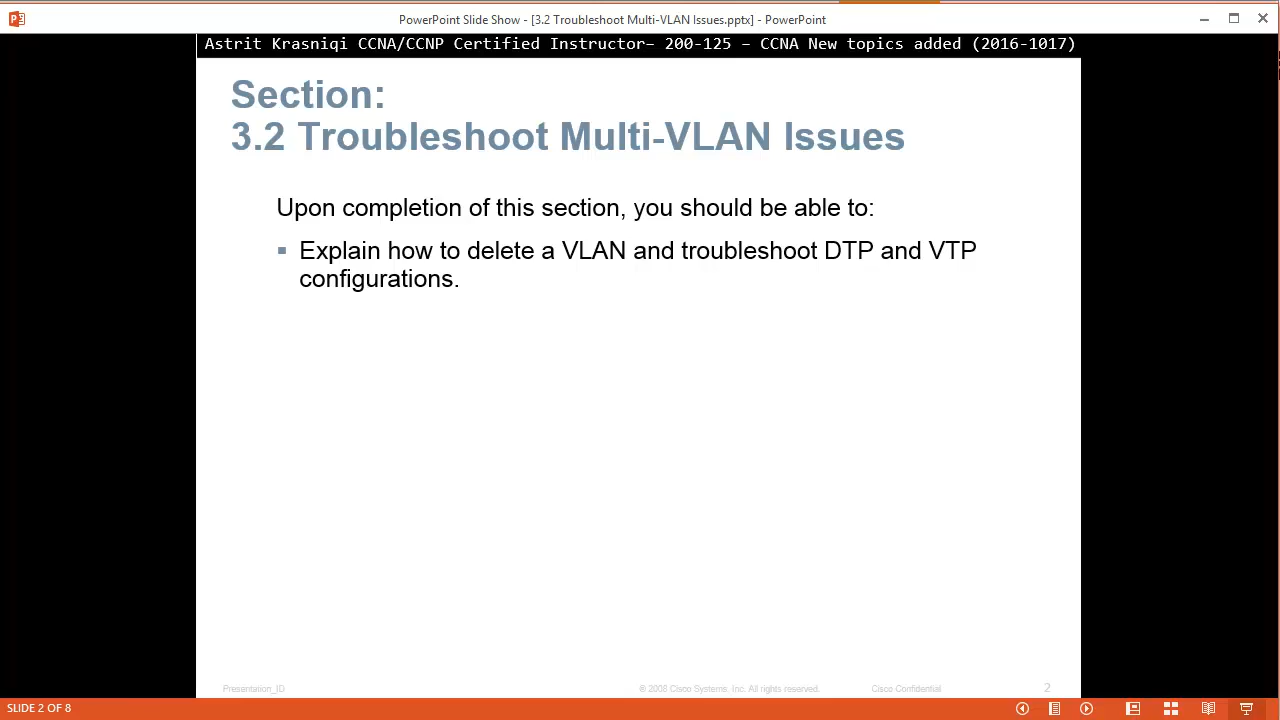 PowerPoint Slide Show - [3.2 Troubleshoot Multi-VLAN Issues.pptx] - PowerPoint
Astrit Krasniqi CCNA/CCNP Certified Instructor– 200-125 – CCNA New topics added (2016-1017)
Section:
3.2 Troubleshoot Multi-VLAN Issues
Upon completion of this section, you should be able to:
▪ Explain how to delete a VLAN and troubleshoot DTP and VTP
configurations.
Presentation_ID © 2008 Cisco Systems, Inc. All rights reserved. Cisco Confidential 2
SLIDE 2 OF 8